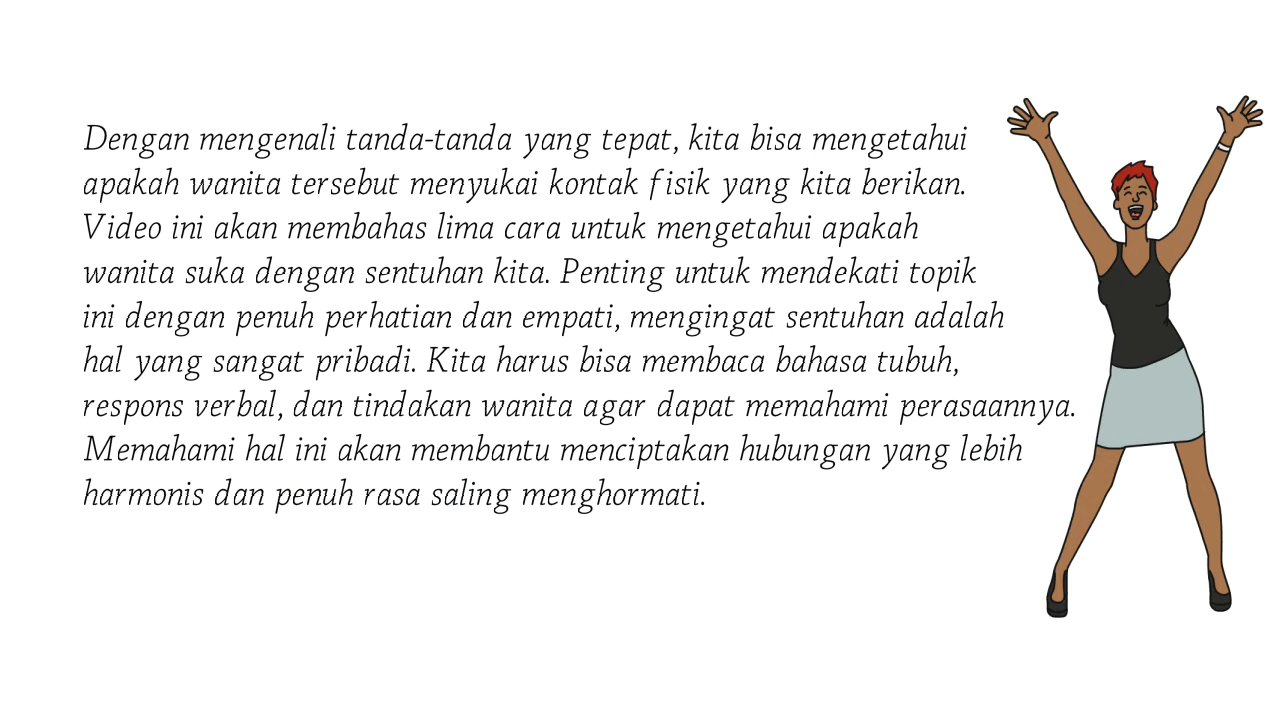 Dengan mengenali tanda-tanda yang tepat, kita bisa mengetahui
apakah wanita tersebut menyukai kontak fisik yang kita berikan.
Video ini akan membahas lima cara untuk mengetahui apakah
wanita suka dengan sentuhan kita. Penting untuk mendekati topik
ini dengan penuh perhatian dan empati, mengingat sentuhan adalah
hal yang sangat pribadi. Kita harus bisa membaca bahasa tubuh,
respons verbal, dan tindakan wanita agar dapat memahami perasaannya.
Memahami hal ini akan membantu menciptakan hubungan yang lebih
harmonis dan penuh rasa saling menghormati.